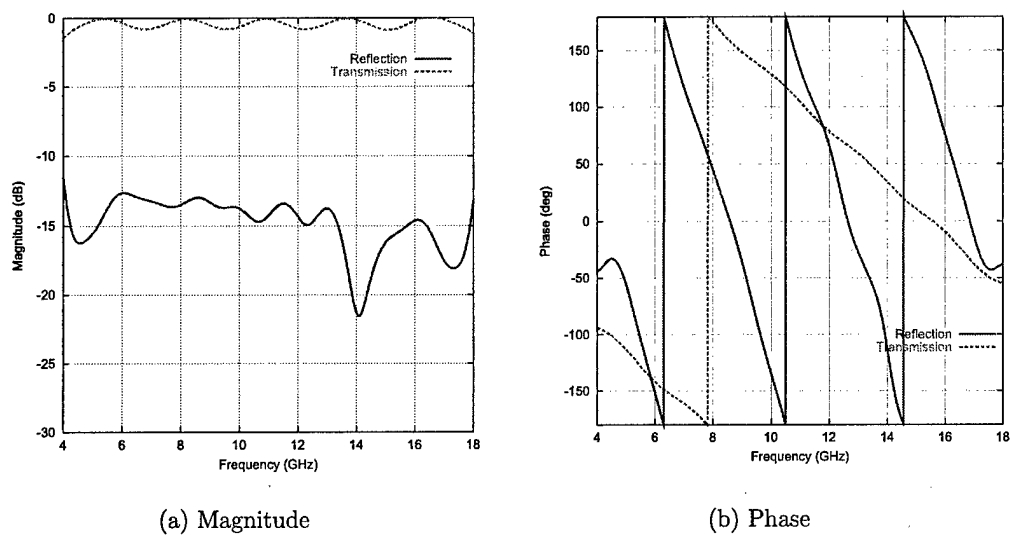 0
-5
-10
-15
-20
-25
-30
Magnitude (dB)
Reflection
Transmission
4 6 8 10 12 14 16 18
Frequency (GHz)
(a) Magnitude
150
100
50
0
-50
-100
-150
Phase (deg)
Reflection
Transmission
4 6 8 10 12 14 16 18
Frequency (GHz)
(b) Phase